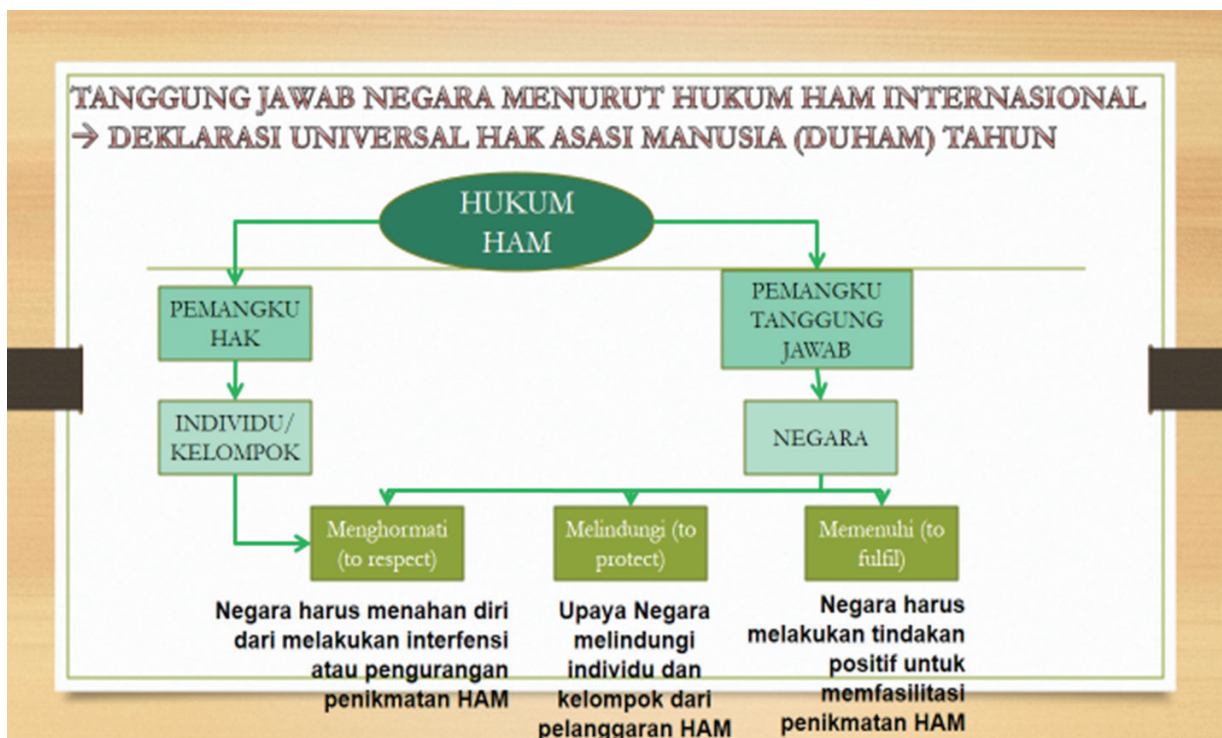 TANGGUNG JAWAB NEGARA MENURUT HUKUM HAM INTERNASIONAL
→ DEKLARASI UNIVERSAL HAK ASASI MANUSIA (DUHAM) TAHUN
HUKUM
HAM
PEMANGKU
HAK
PEMANGKU
TANGGUNG
JAWAB
INDIVIDU/
KELOMPOK
NEGARA
Menghormati
(to respect)
Melindungi (to
protect)
Memenuhi (to
fulfil)
Negara harus menahan diri
dari melakukan interfensi
atau pengurangan
penikmatan HAM
Upaya Negara
melindungi
individu dan
kelompok dari
pelanggaran HAM
Negara harus
melakukan tindakan
positif untuk
memfasilitasi
penikmatan HAM